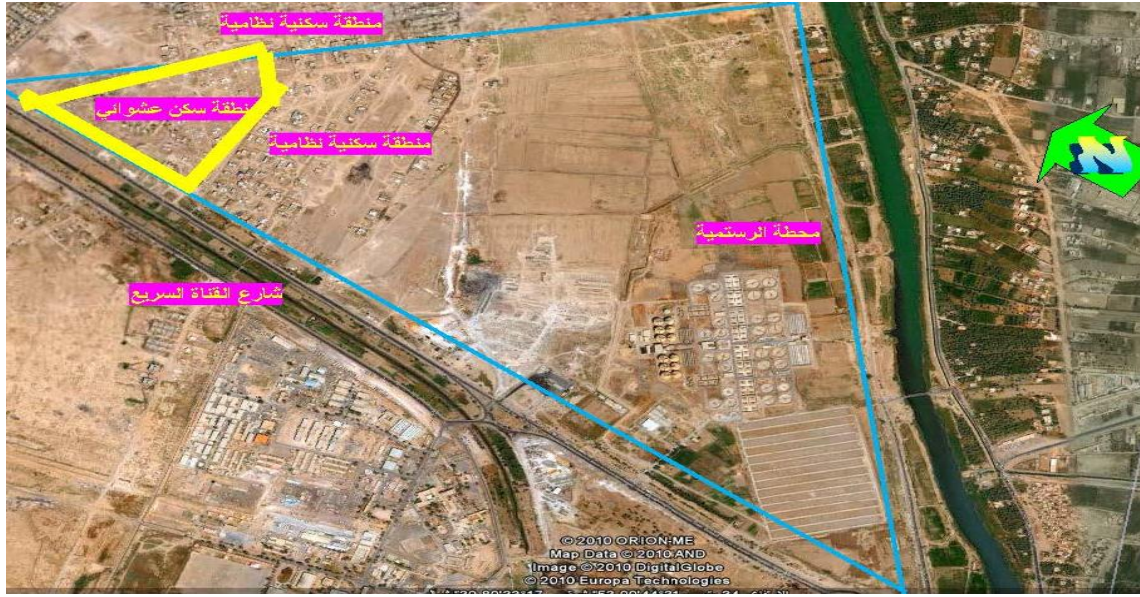 منطقة سكنية نظامية
منطقة سكن عشوائي
منطقة سكنية نظامية
محطة الرستمية
شارع القناة السريع
N
© 2010 ORION-ME
Map Data © 2010 AND
Image © 2010 DigitalGlobe
© 2010 Europa Technologies